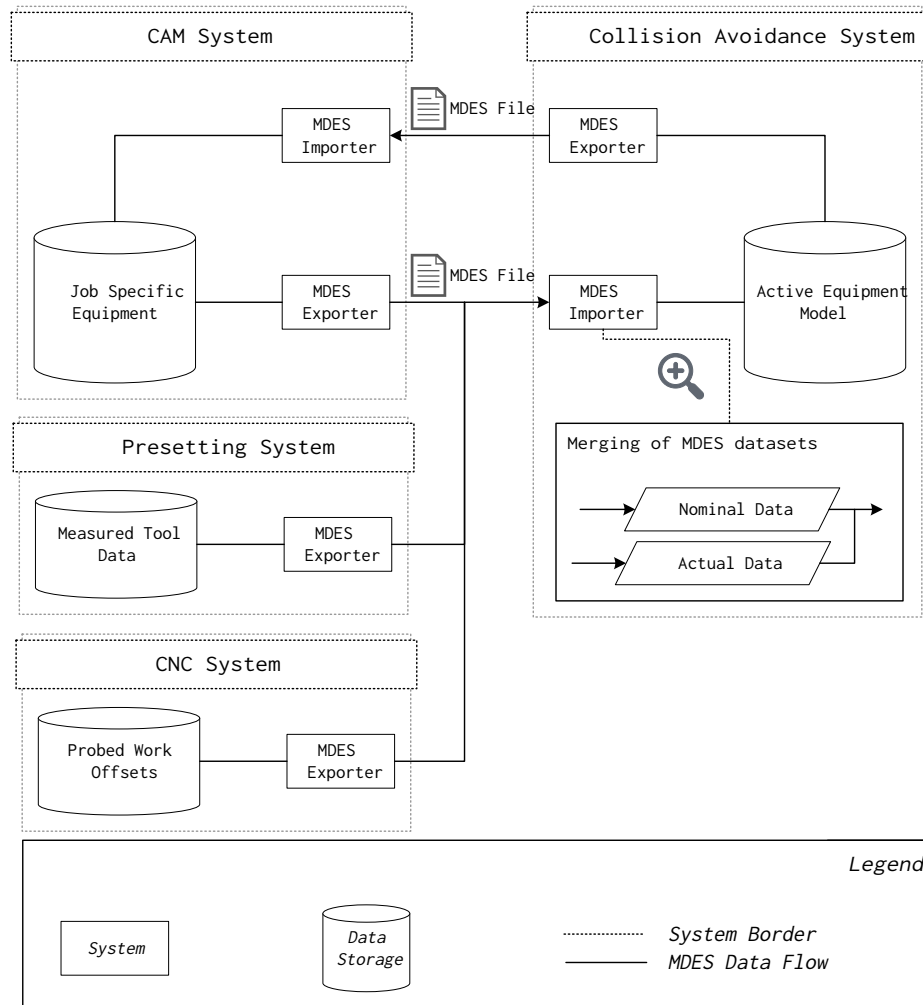 CAM System
Collision Avoidance System
MDES File
MDES
Importer
MDES
Exporter
Job Specific
Equipment
MDES
Exporter
MDES File
MDES
Importer
Active Equipment
Model
Presetting System
Measured Tool
Data
MDES
Exporter
Merging of MDES datasets
Nominal Data
Actual Data
CNC System
Probed Work
Offsets
MDES
Exporter
Legend
System
Data
Storage
System Border
MDES Data Flow